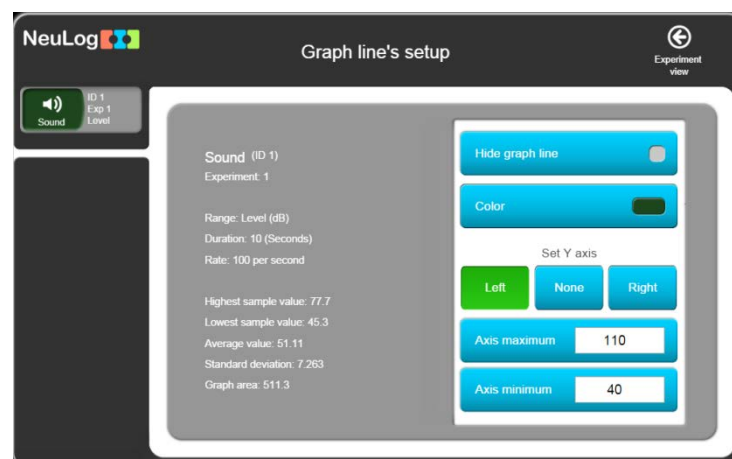 NeuLog
Graph line's setup
Experiment
view
Sound
ID 1
Exp 1
Level
Sound (ID 1)
Experiment: 1
Range: Level (dB)
Duration: 10 (Seconds)
Rate: 100 per second
Highest sample value: 77.7
Lowest sample value: 45.3
Average value: 51.11
Standard deviation: 7.263
Graph area: 511.3
Hide graph line
Color
Set Y axis
Left None Right
Axis maximum 110
Axis minimum 40